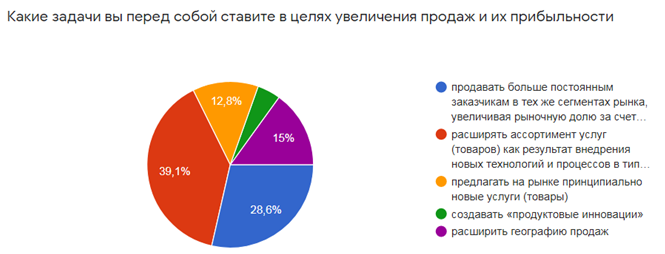 Какие задачи вы перед собой ставите в целях увеличения продаж и их прибыльности
12,8%
15%
39,1%
28,6%
продавать больше постоянным
заказчикам в тех же сегментах рынка,
увеличивая рыночную долю за счет…
расширять ассортимент услуг
(товаров) как результат внедрения
новых технологий и процессов в тип…
предлагать на рынке принципиально
новые услуги (товары)
создавать «продуктовые инновации»
расширить географию продаж